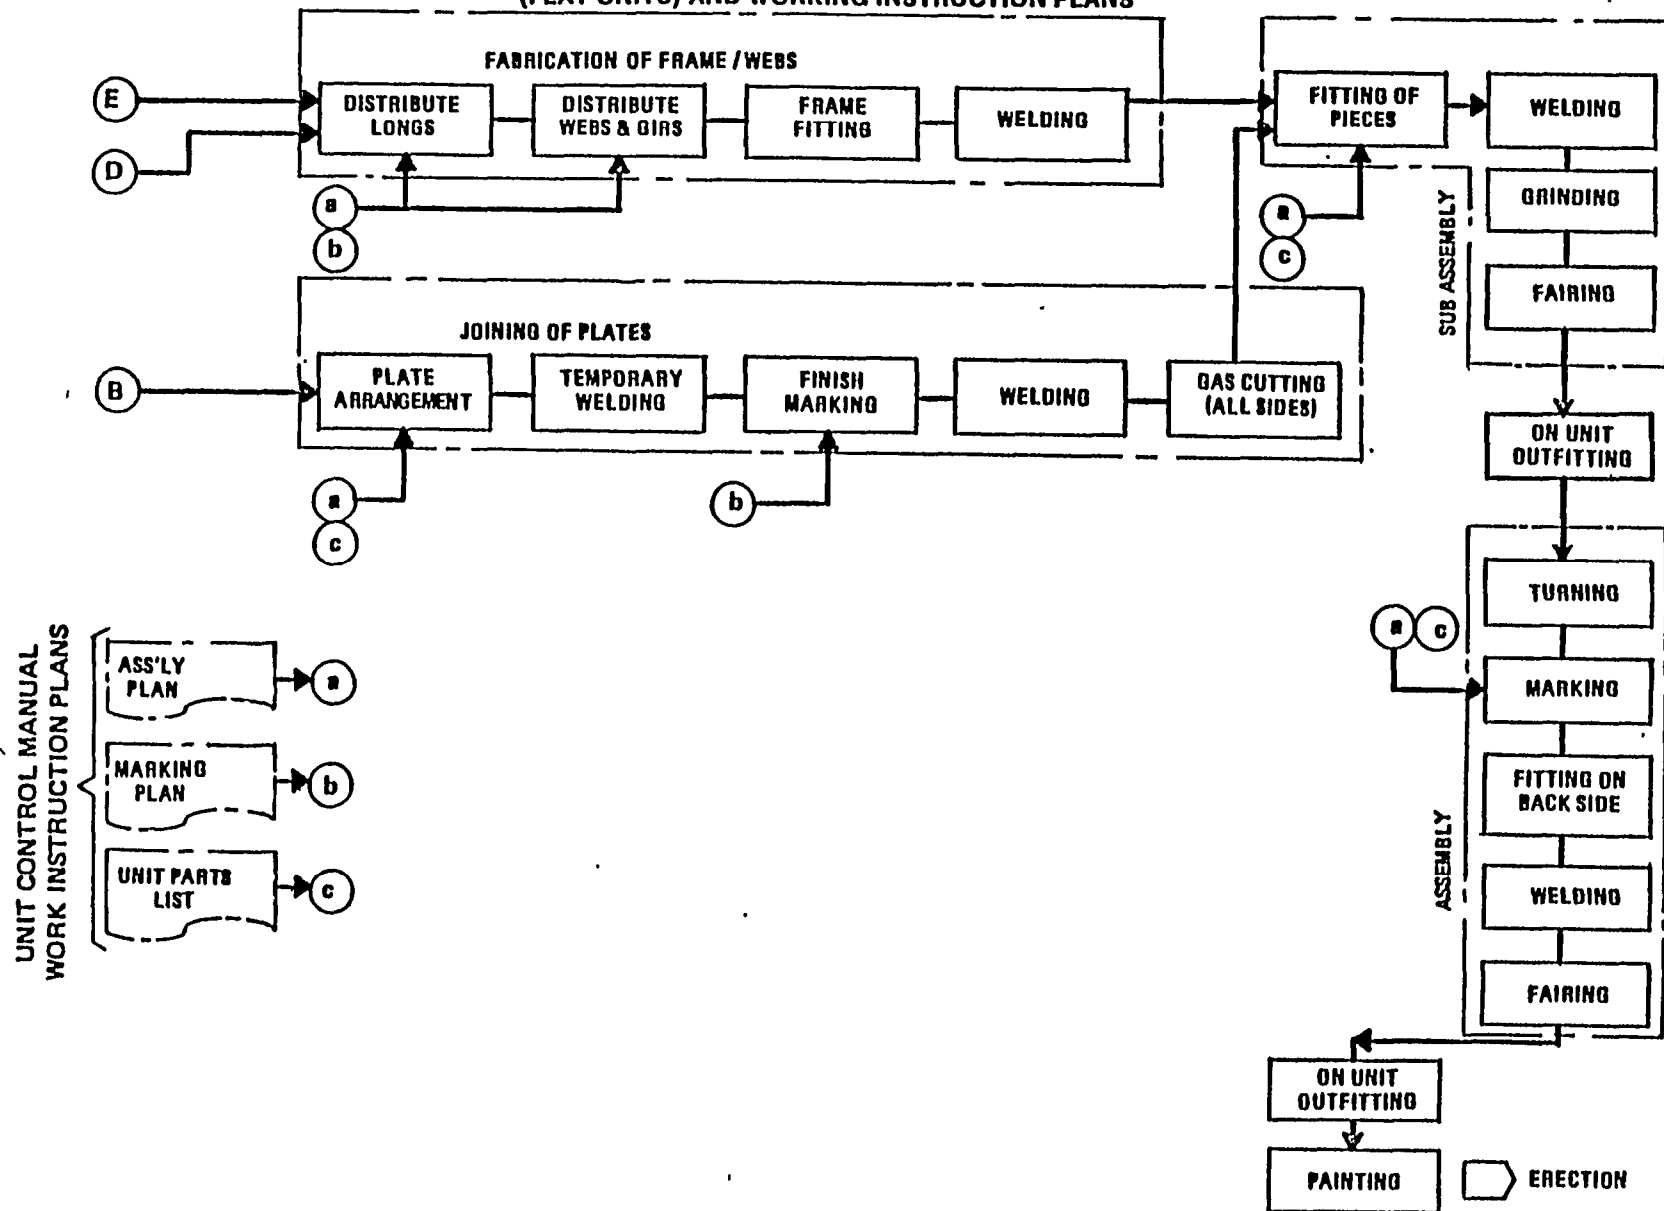 (FLAT UNITS) AND WORKING INSTRUCTION PLANS
FABRICATION OF FRAME/WEBS
E
D
DISTRIBUTE
LONGS
DISTRIBUTE
WEBS & GIRS
FRAME
FITTING
WELDING
a
b
FITTING OF
PIECES
WELDING
a
c
GRINDING
FAIRING
SUB ASSEMBLY
JOINING OF PLATES
B
PLATE
ARRANGEMENT
TEMPORARY
WELDING
FINISH
MARKING
WELDING
GAS CUTTING
(ALL SIDES)
a
c
b
ON UNIT
OUTFITTING
TURNING
a c
MARKING
FITTING ON
BACK SIDE
WELDING
FAIRING
ASSEMBLY
UNIT CONTROL MANUAL
WORK INSTRUCTION PLANS
ASS'LY
PLAN
a
MARKING
PLAN
b
UNIT PARTS
LIST
c
ON UNIT
OUTFITTING
PAINTING
ERECTION